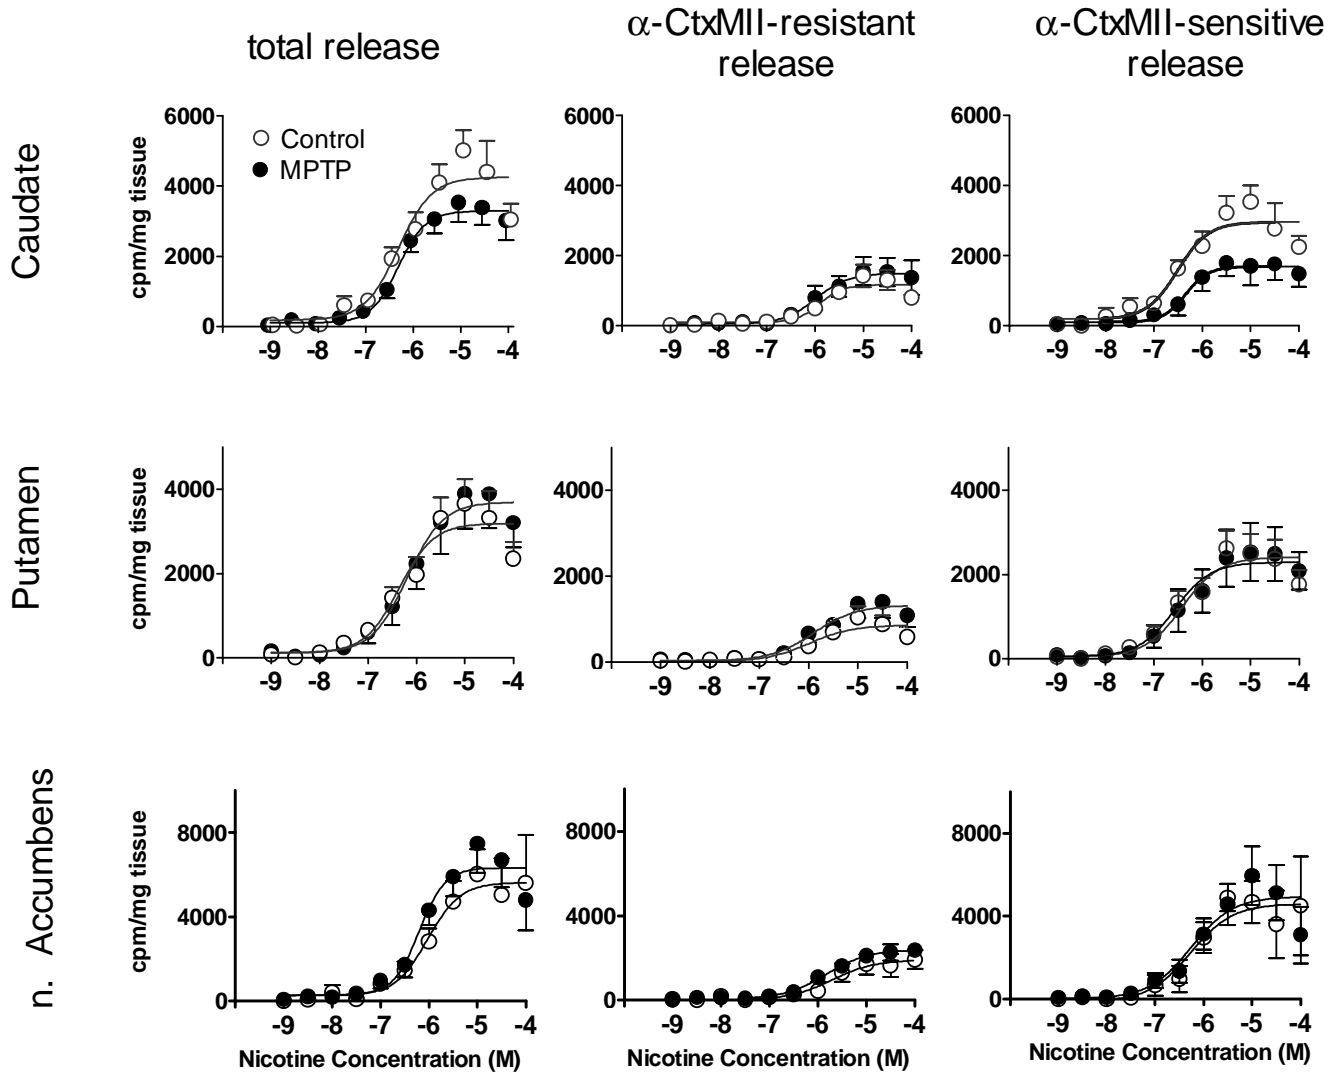 total release
α-CtxMII-resistant
release
α-CtxMII-sensitive
release
Caudate
cpm/mg tissue
6000
4000
2000
0
Control
MPTP
-9 -8 -7 -6 -5 -4
6000
4000
2000
0
-9 -8 -7 -6 -5 -4
6000
4000
2000
0
-9 -8 -7 -6 -5 -4
Putamen
cpm/mg tissue
4000
2000
0
-9 -8 -7 -6 -5 -4
4000
2000
0
-9 -8 -7 -6 -5 -4
4000
2000
0
-9 -8 -7 -6 -5 -4
n. Accumbens
cpm/mg tissue
8000
4000
0
-9 -8 -7 -6 -5 -4
Nicotine Concentration (M)
8000
4000
0
-9 -8 -7 -6 -5 -4
Nicotine Concentration (M)
8000
4000
0
-9 -8 -7 -6 -5 -4
Nicotine Concentration (M)